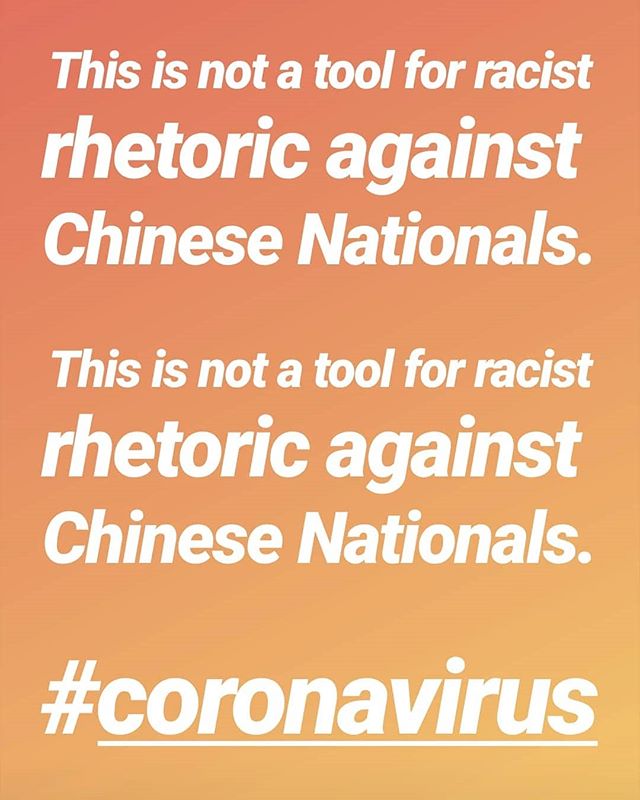 This is not a tool for racist
rhetoric against
Chinese Nationals.
This is not a tool for racist
rhetoric against
Chinese Nationals.
#coronavirus